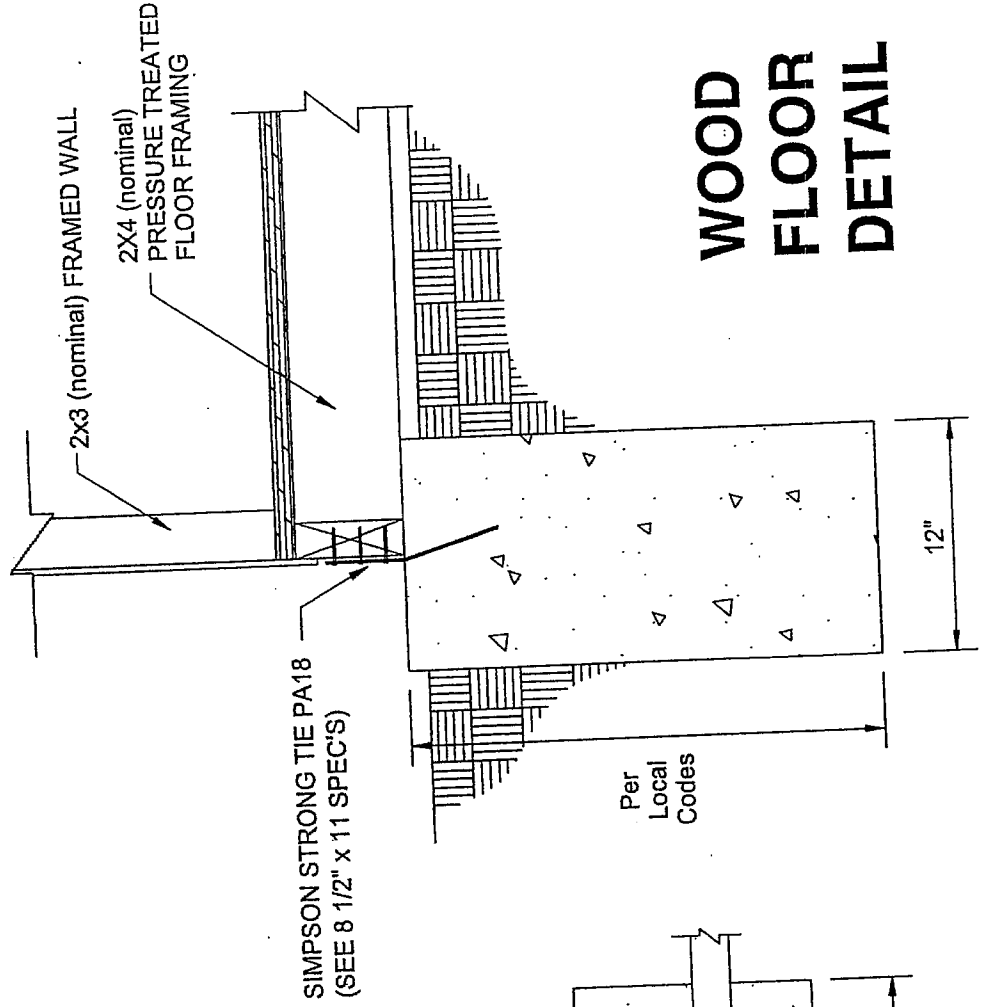 2x3 (nominal) FRAMED WALL
2X4 (nominal)
PRESSURE TREATED
FLOOR FRAMING
SIMPSON STRONG TIE PA18
(SEE 8 1/2" x 11 SPEC'S)
Per
Local
Codes
12"
WOOD
FLOOR
DETAIL